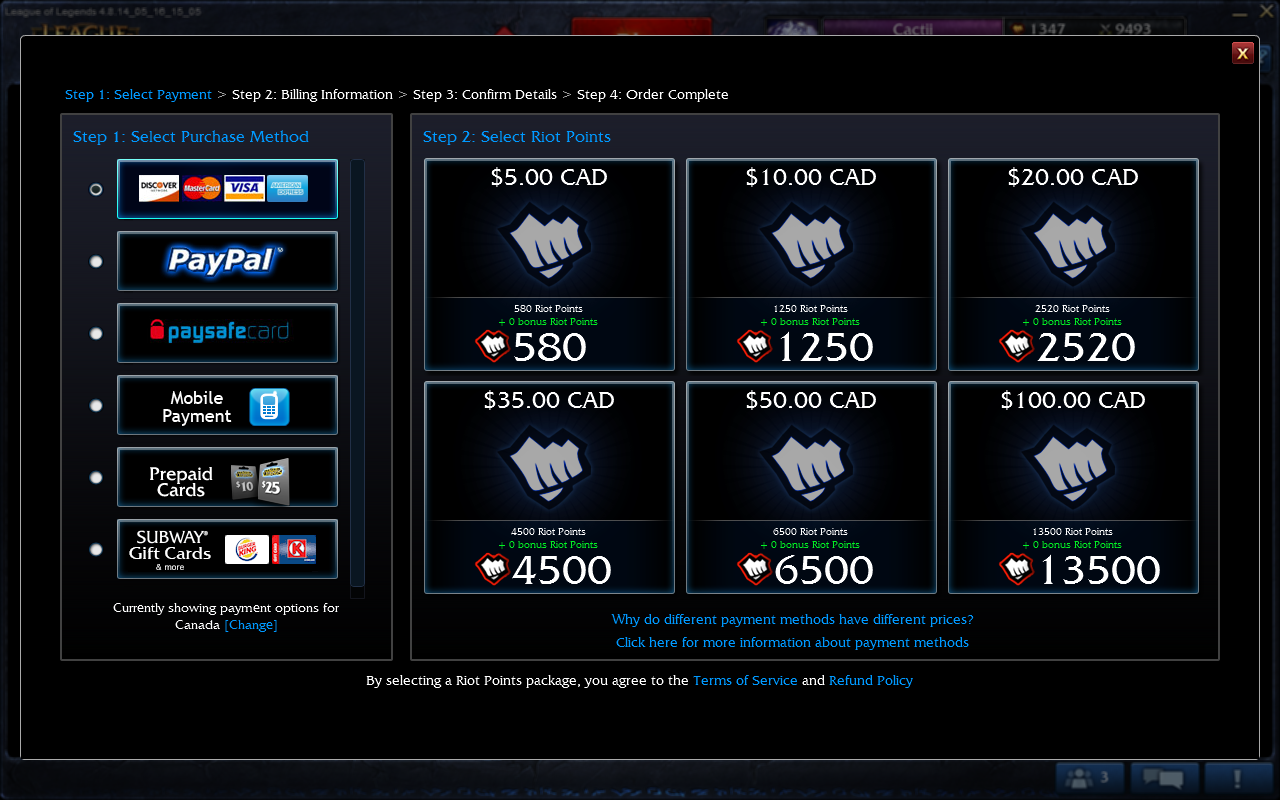 League of Legends 4.8.14_05_16_15_05
LEAGUE
Cactii
1347
9493
X
Step 1: Select Payment > Step 2: Billing Information > Step 3: Confirm Details > Step 4: Order Complete
Step 1: Select Purchase Method
DISCOVER
NETWORK
MasterCard
VISA
AMERICAN
EXPRESS
PayPal
paysafecard
Mobile
Payment
Prepaid
Cards
$10
$25
SUBWAY®
Gift Cards
& more
BURGER
KING
K
Currently showing payment options for
Canada [Change]
Step 2: Select Riot Points
$5.00 CAD
580 Riot Points
+ 0 bonus Riot Points
580
$10.00 CAD
1250 Riot Points
+ 0 bonus Riot Points
1250
$20.00 CAD
2520 Riot Points
+ 0 bonus Riot Points
2520
$35.00 CAD
4500 Riot Points
+ 0 bonus Riot Points
4500
$50.00 CAD
6500 Riot Points
+ 0 bonus Riot Points
6500
$100.00 CAD
13500 Riot Points
+ 0 bonus Riot Points
13500
Why do different payment methods have different prices?
Click here for more information about payment methods
By selecting a Riot Points package, you agree to the Terms of Service and Refund Policy
3
!